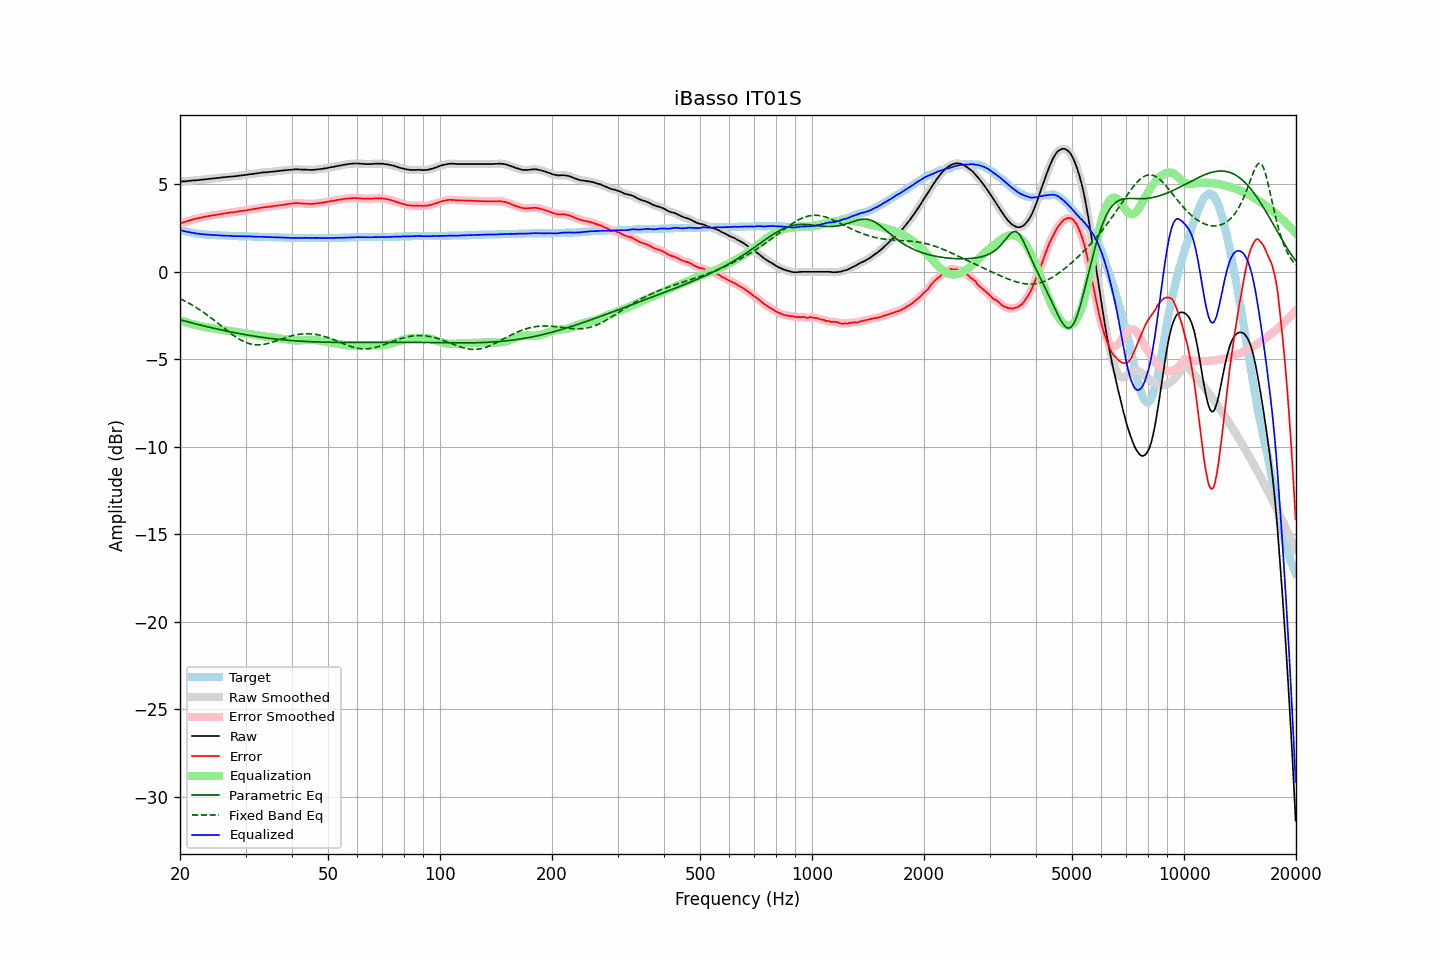 iBasso IT01S
Amplitude (dBr)
5
0
−5
−10
−15
−20
−25
−30
Target
Raw Smoothed
Error Smoothed
Raw
Error
Equalization
Parametric Eq
Fixed Band Eq
Equalized
20 50 100 200 500 1000 2000 5000 10000 20000
Frequency (Hz)